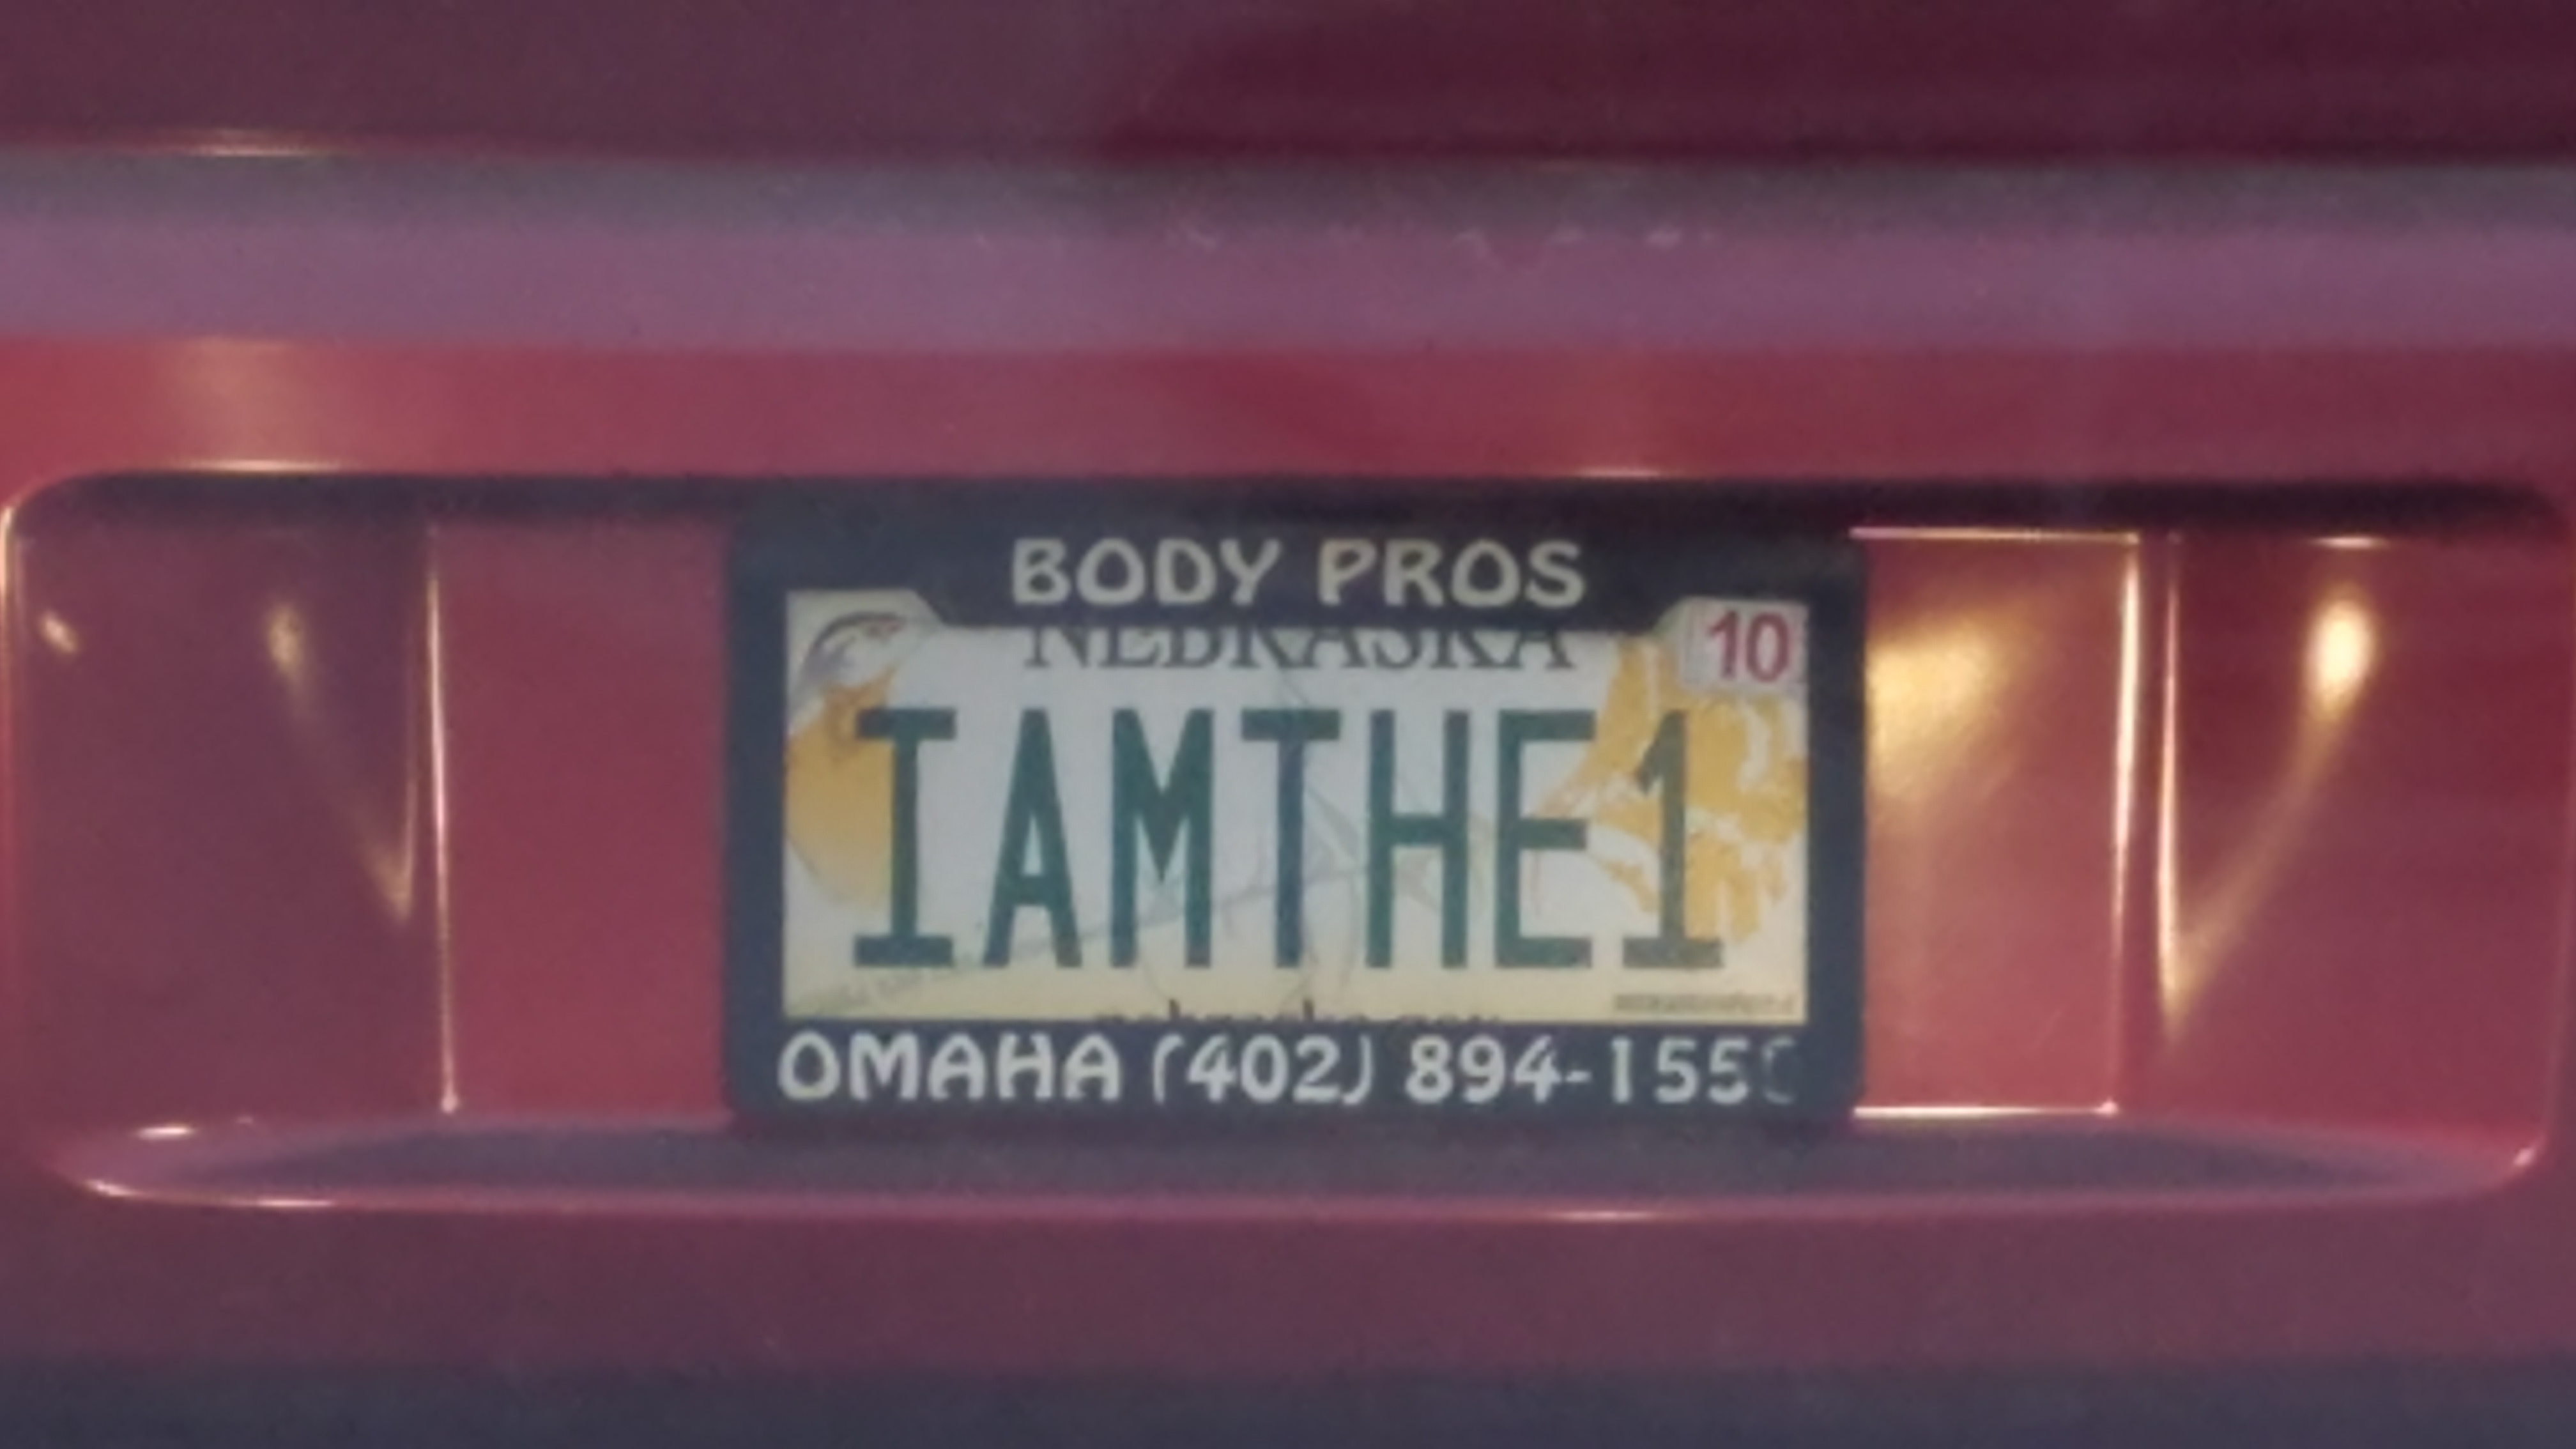 BODY PROS
NEBRASKA
10
IAMTHE1
OMAHA (402) 894-155